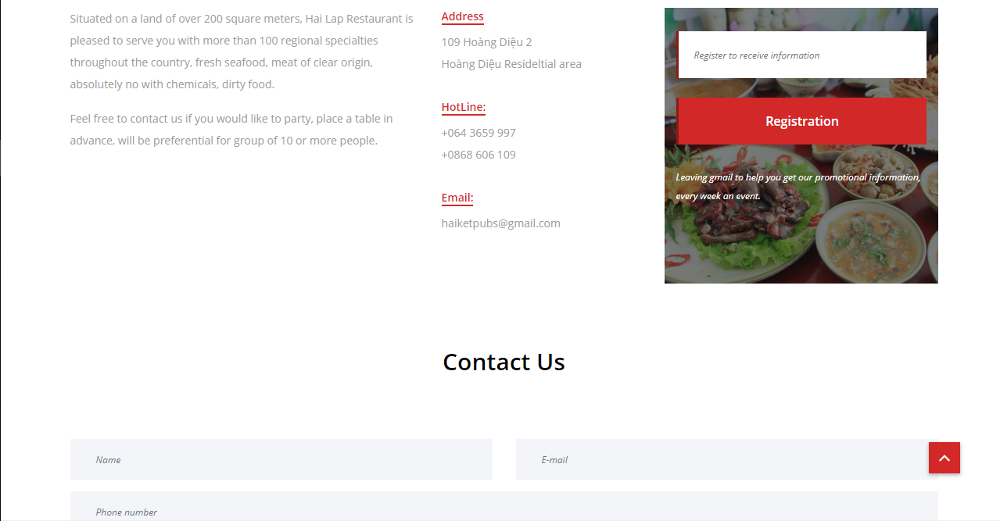 Situated on a land of over 200 square meters, Hai Lap Restaurant is
pleased to serve you with more than 100 regional specialties
throughout the country, fresh seafood, meat of clear origin,
absolutely no with chemicals, dirty food.
Feel free to contact us if you would like to party, place a table in
advance, will be preferential for group of 10 or more people.
Address
109 Hoàng Diệu 2
Hoàng Diệu Resideltial area
HotLine:
+064 3659 997
+0868 606 109
Email:
haiketpubs@gmail.com
Register to receive information
Registration
Leaving gmail to help you get our promotional information,
every week an event.
Contact Us
Name
E-mail
Phone number